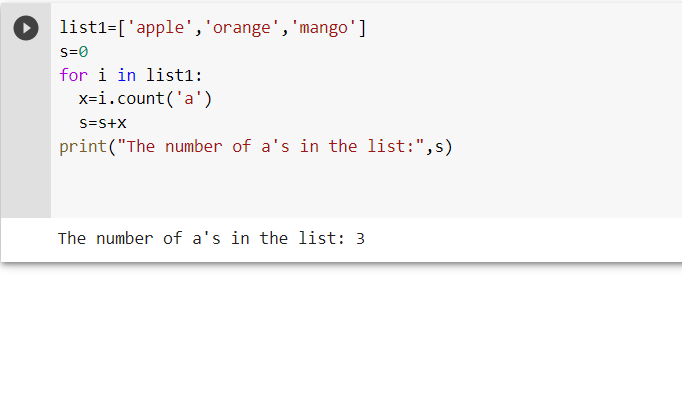 list1=['apple','orange','mango']
s=0
for i in list1:
  x=i.count('a')
  s=s+x
print("The number of a's in the list:",s)
The number of a's in the list: 3